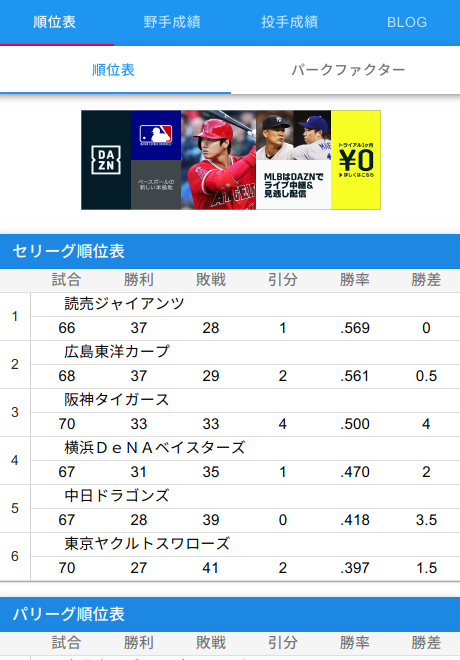 順位表 野手成績 投手成績 BLOG
順位表 パークファクター
DAZN
MAJOR LEAGUE BASEBALL
ベースボールの
新しい本拠地
ANGELS
MLBはDAZNで
ライブ中継&
見逃し配信
トライアル1ヶ月
¥0
詳しくはこちら
セリーグ順位表
試合 勝利 敗戦 引分 勝率 勝差
1 読売ジャイアンツ
66 37 28 1 .569 0
2 広島東洋カープ
68 37 29 2 .561 0.5
3 阪神タイガース
70 33 33 4 .500 4
4 横浜DeNAベイスターズ
67 31 35 1 .470 2
5 中日ドラゴンズ
67 28 39 0 .418 3.5
6 東京ヤクルトスワローズ
70 27 41 2 .397 1.5
パリーグ順位表
試合 勝利 敗戦 引分 勝率 勝差